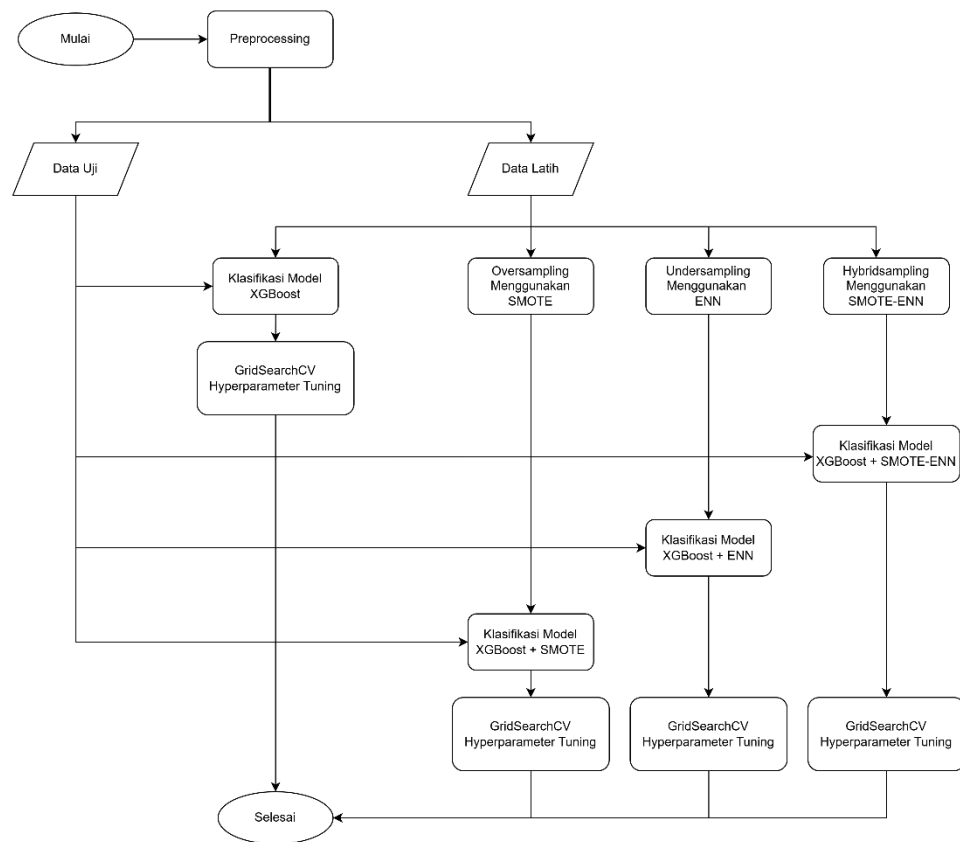 Mulai
Preprocessing
Data Uji
Data Latih
Klasifikasi Model
XGBoost
Oversampling
Menggunakan
SMOTE
Undersampling
Menggunakan
ENN
Hybridsampling
Menggunakan
SMOTE-ENN
GridSearchCV
Hyperparameter Tuning
Klasifikasi Model
XGBoost + SMOTE-ENN
Klasifikasi Model
XGBoost + ENN
Klasifikasi Model
XGBoost + SMOTE
GridSearchCV
Hyperparameter Tuning
GridSearchCV
Hyperparameter Tuning
GridSearchCV
Hyperparameter Tuning
Selesai